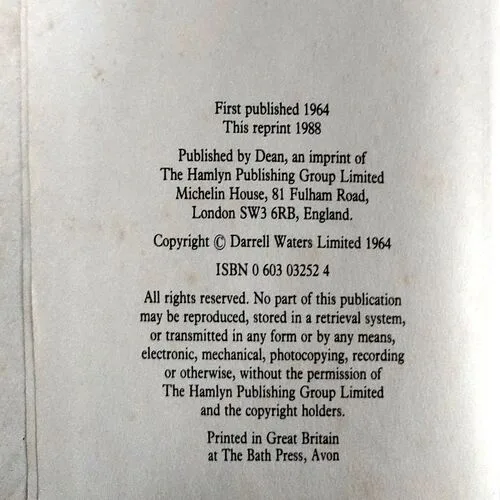 First published 1964
This reprint 1988
Published by Dean, an imprint of
The Hamlyn Publishing Group Limited
Michelin House, 81 Fulham Road,
London SW3 6RB, England.
Copyright © Darrell Waters Limited 1964
ISBN 0 603 03252 4
All rights reserved. No part of this publication
may be reproduced, stored in a retrieval system,
or transmitted in any form or by any means,
electronic, mechanical, photocopying, recording
or otherwise, without the permission of
The Hamlyn Publishing Group Limited
and the copyright holders.
Printed in Great Britain
at The Bath Press, Avon